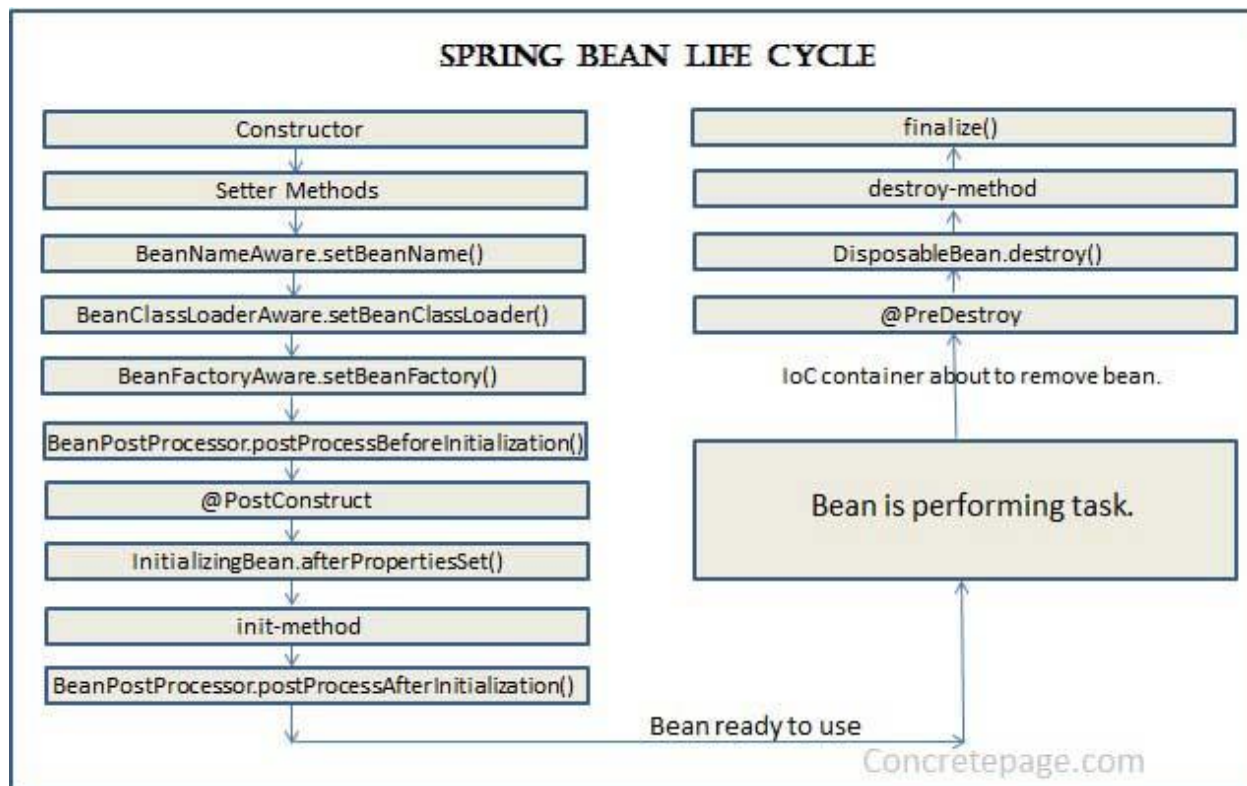 SPRING BEAN LIFE CYCLE
Constructor
Setter Methods
BeanNameAware.setBeanName()
BeanClassLoaderAware.setBeanClassLoader()
BeanFactoryAware.setBeanFactory()
BeanPostProcessor.postProcessBeforeInitialization()
@PostConstruct
InitializingBean.afterPropertiesSet()
init-method
BeanPostProcessor.postProcessAfterInitialization()
Bean ready to use
Bean is performing task.
IoC container about to remove bean.
@PreDestroy
DisposableBean.destroy()
destroy-method
finalize()
Concretepage.com